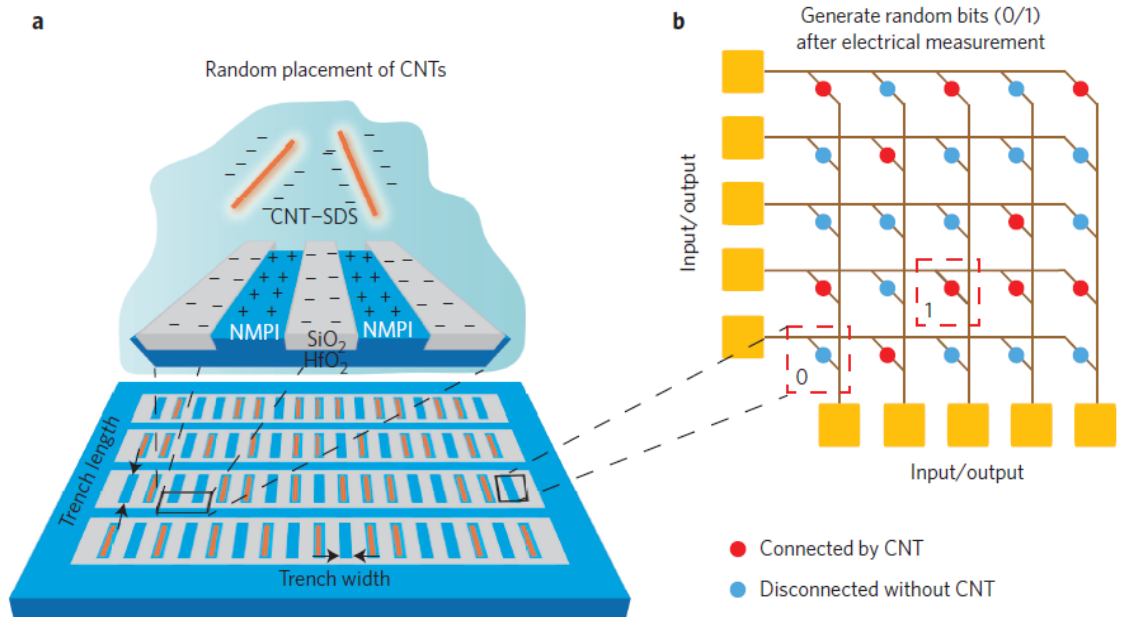 a
Random placement of CNTs
CNT–SDS
NMPI
NMPI
SiO₂
HfO₂
Trench length
Trench width
b
Generate random bits (0/1)
after electrical measurement
Input/output
1
0
Input/output
Connected by CNT
Disconnected without CNT